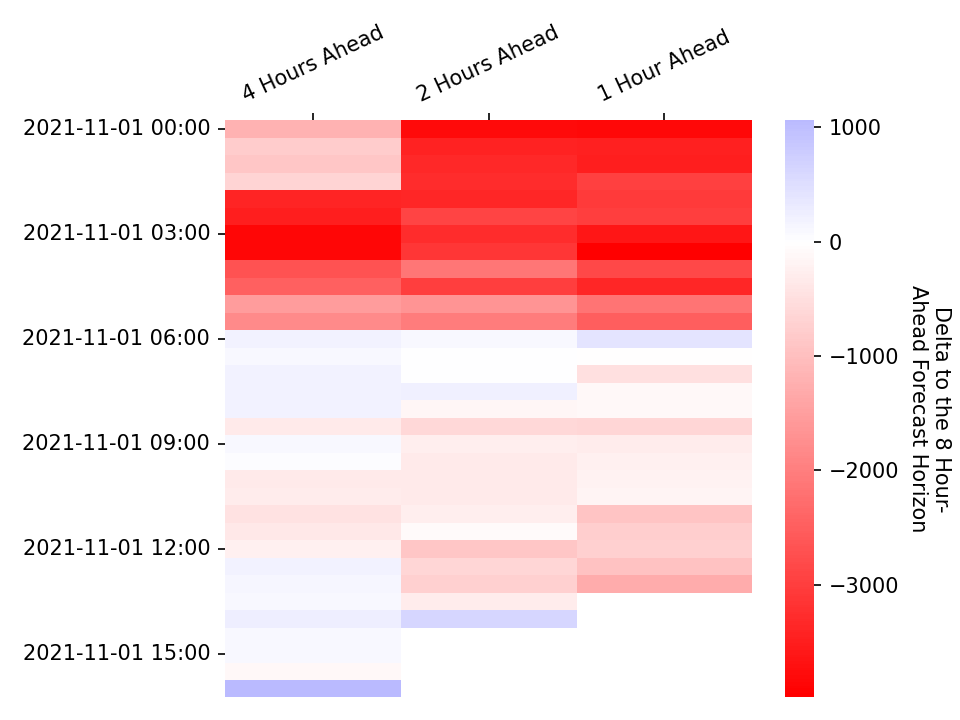 4 Hours Ahead
2 Hours Ahead
1 Hour Ahead
2021-11-01 00:00
2021-11-01 03:00
2021-11-01 06:00
2021-11-01 09:00
2021-11-01 12:00
2021-11-01 15:00
1000
0
−1000
−2000
−3000
Delta to the 8 Hour-
Ahead Forecast Horizon